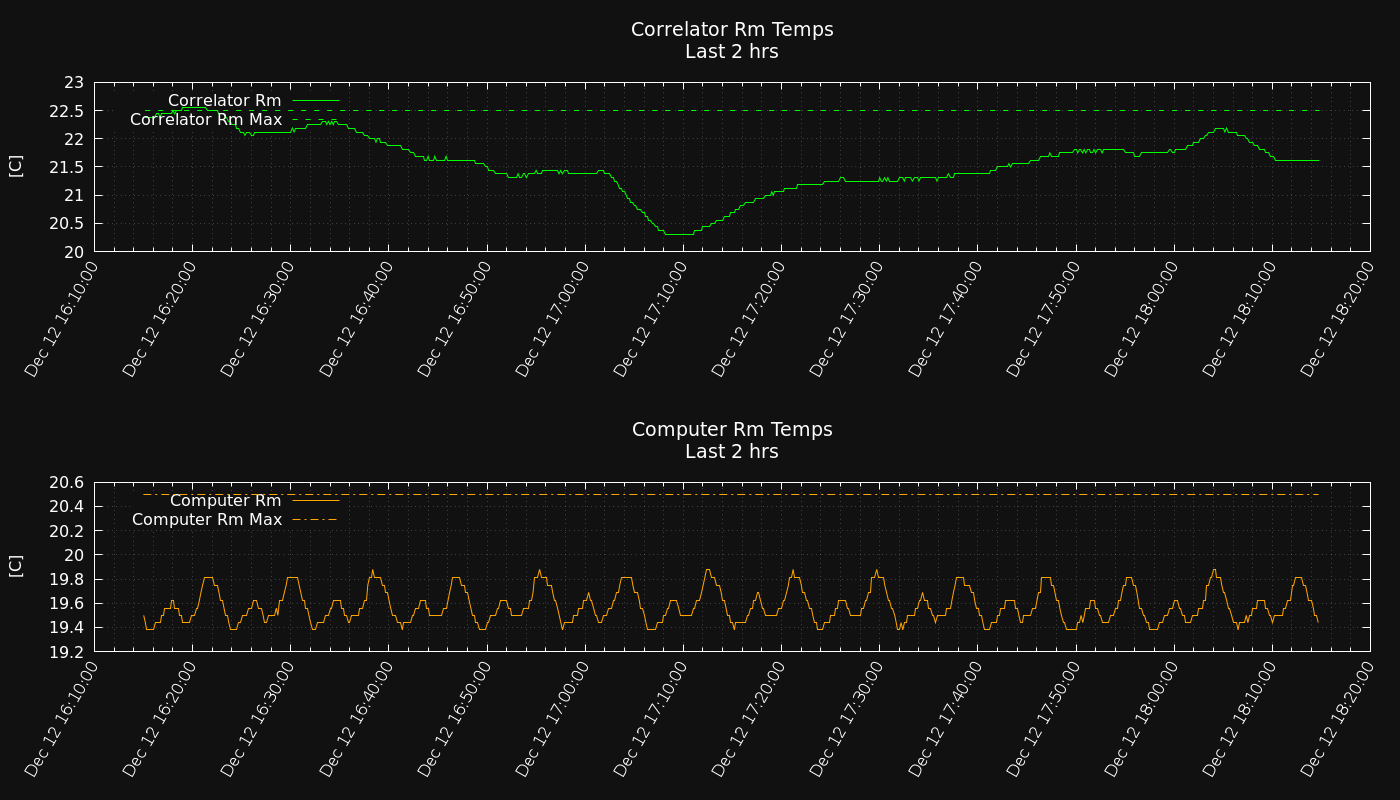 Correlator Rm Temps
Last 2 hrs
23
22.5
22
21.5
21
20.5
20
[C]
Correlator Rm
Correlator Rm Max
Dec 12 16:10:00
Dec 12 16:20:00
Dec 12 16:30:00
Dec 12 16:40:00
Dec 12 16:50:00
Dec 12 17:00:00
Dec 12 17:10:00
Dec 12 17:20:00
Dec 12 17:30:00
Dec 12 17:40:00
Dec 12 17:50:00
Dec 12 18:00:00
Dec 12 18:10:00
Dec 12 18:20:00
Computer Rm Temps
Last 2 hrs
20.6
20.4
20.2
20
19.8
19.6
19.4
19.2
[C]
Computer Rm
Computer Rm Max
Dec 12 16:10:00
Dec 12 16:20:00
Dec 12 16:30:00
Dec 12 16:40:00
Dec 12 16:50:00
Dec 12 17:00:00
Dec 12 17:10:00
Dec 12 17:20:00
Dec 12 17:30:00
Dec 12 17:40:00
Dec 12 17:50:00
Dec 12 18:00:00
Dec 12 18:10:00
Dec 12 18:20:00